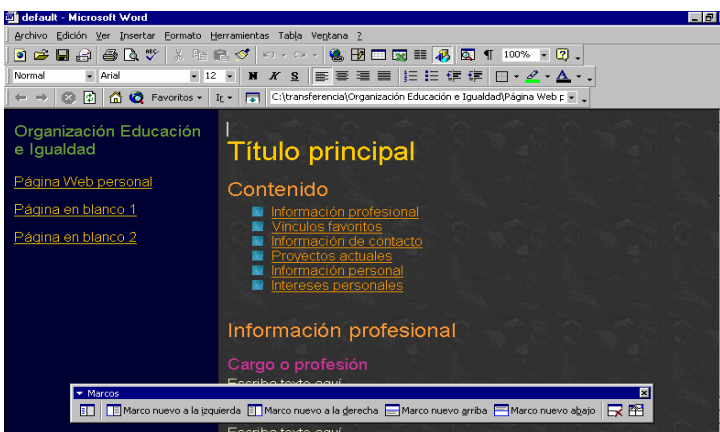 default - Microsoft Word
Archivo Edición Ver Insertar Formato Herramientas Tabla Ventana ?
100%
Normal Arial 12 N K S
Favoritos Ir C:\transferencia\Organización Educación e Igualdad\Página Web p
Organización Educación
e Igualdad
Página Web personal
Página en blanco 1
Página en blanco 2
Título principal
Contenido
Información profesional
Vínculos favoritos
Información de contacto
Proyectos actuales
Información personal
Intereses personales
Información profesional
Cargo o profesión
Escriba texto aquí
Marcos
Marco nuevo a la izquierda Marco nuevo a la derecha Marco nuevo arriba Marco nuevo abajo
Escriba texto aquí